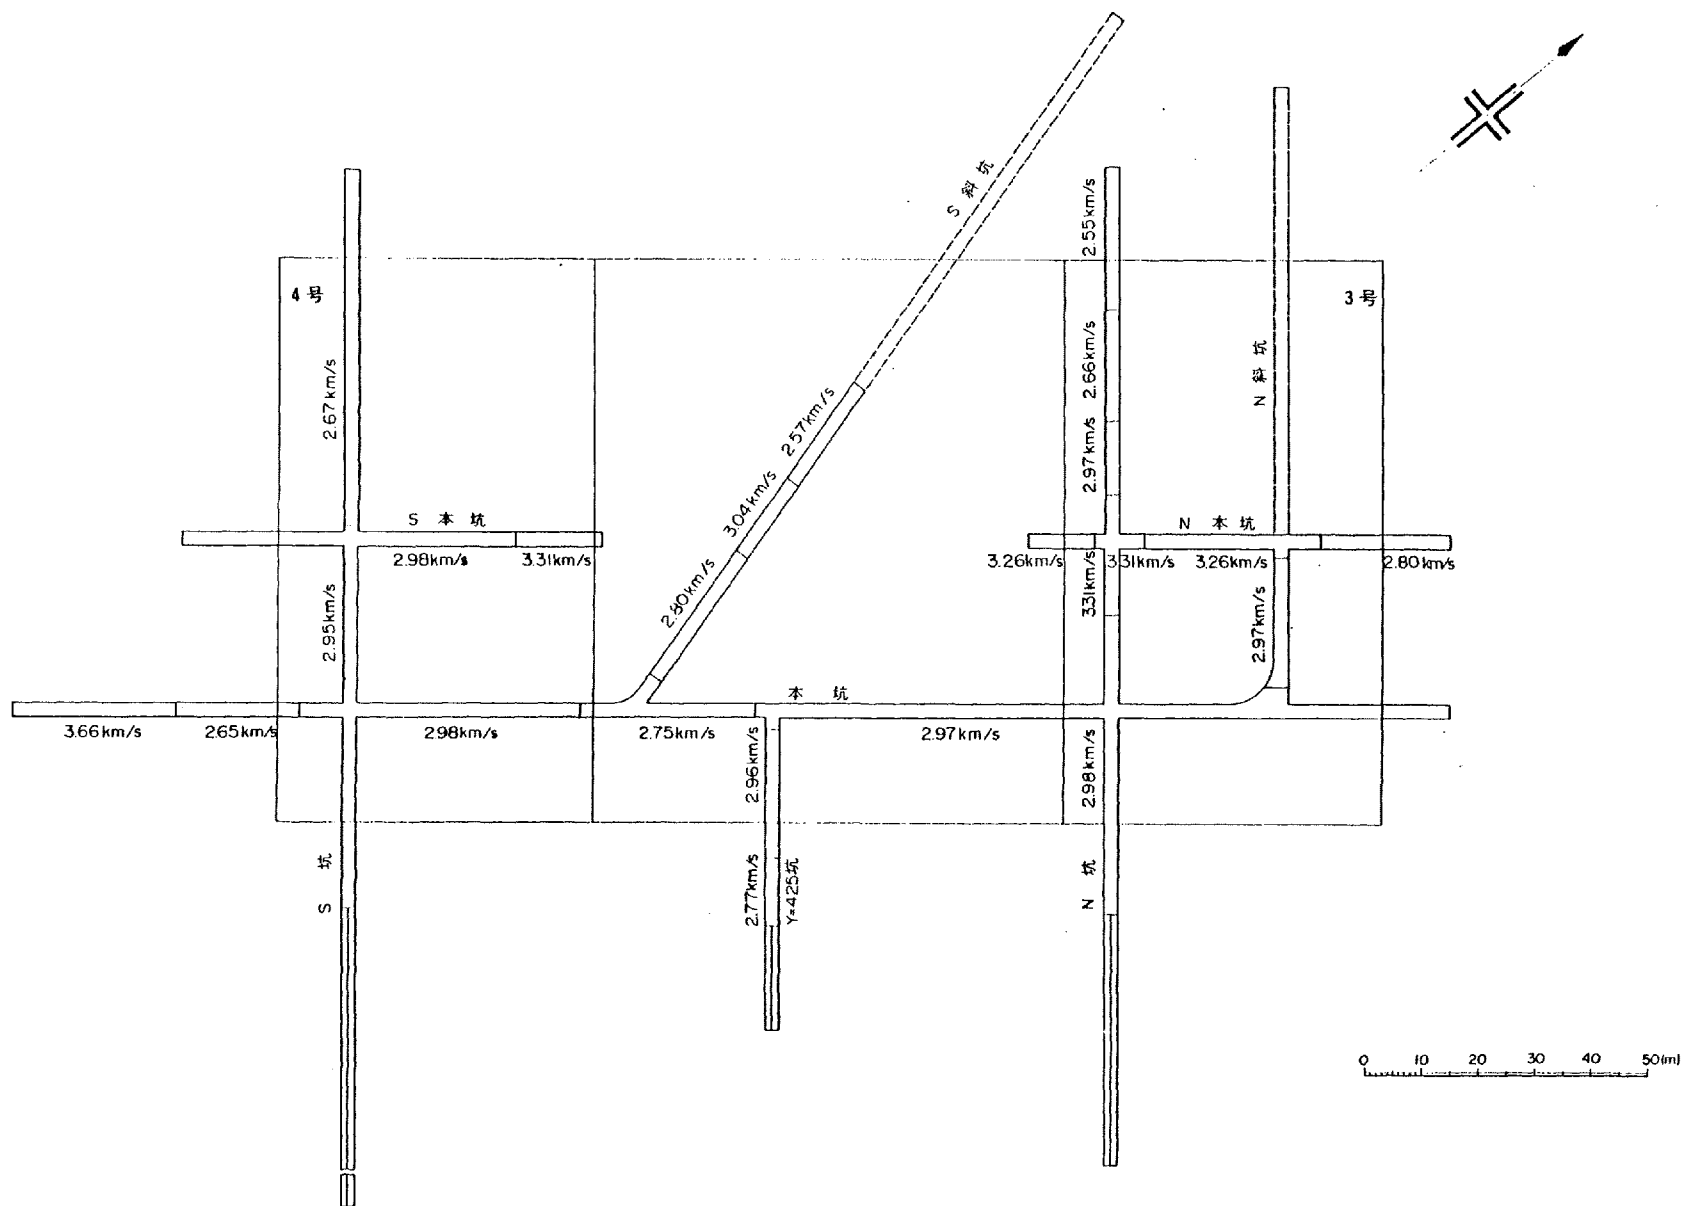 S 斜坑
2.55km/s
4号
3号
2.67km/s
2.66km/s
N 斜坑
2.57km/s
2.97km/s
3.04km/s
S 本坑
N 本坑
2.98km/s
3.31km/s
3.26km/s
3.31km/s
3.26km/s
2.80km/s
2.95km/s
2.80km/s
3.31km/s
2.97km/s
本坑
3.66km/s
2.65km/s
2.98km/s
2.75km/s
2.96km/s
2.97km/s
2.98km/s
S 坑
2.77km/s
Y=425坑
N 坑
0 10 20 30 40 50(m)